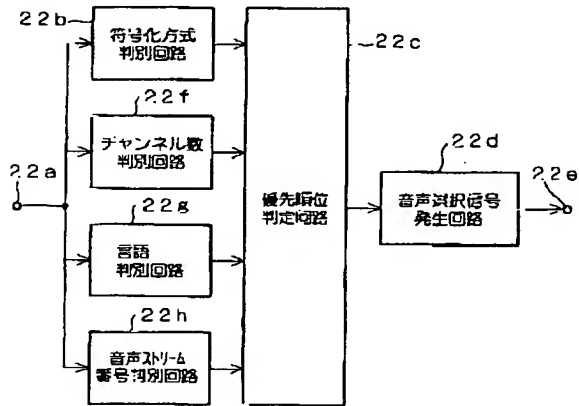 22b
符号化方式
判別回路
22c
22f
チャンネル数
判別回路
22a
22d
優先順位
判定回路
音声選択信号
発生回路
22e
22g
言語
判別回路
22h
音声ストリーム
番号判別回路